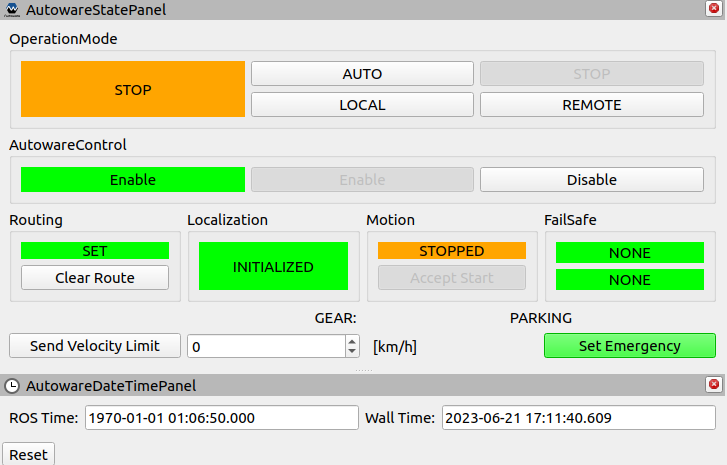 AutowareStatePanel
OperationMode
STOP
AUTO
STOP
LOCAL
REMOTE
AutowareControl
Enable
Enable
Disable
Routing
Localization
Motion
FailSafe
SET
Clear Route
INITIALIZED
STOPPED
Accept Start
NONE
NONE
GEAR:
PARKING
Send Velocity Limit
0
[km/h]
Set Emergency
AutowareDateTimePanel
ROS Time:
1970-01-01 01:06:50.000
Wall Time:
2023-06-21 17:11:40.609
Reset